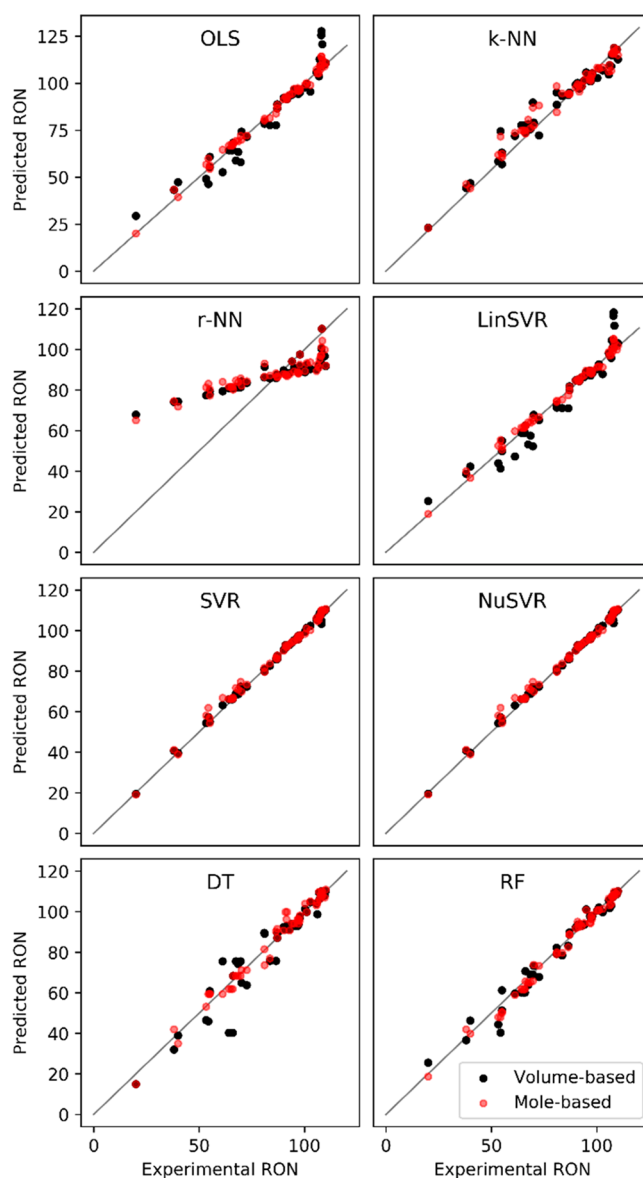 OLS
k-NN
Predicted RON
125
100
75
50
25
0
r-NN
LinSVR
Predicted RON
120
100
80
60
40
20
0
SVR
NuSVR
Predicted RON
120
100
80
60
40
20
0
DT
RF
Predicted RON
120
100
80
60
40
20
0
Volume-based
Mole-based
0 50 100 0 50 100
Experimental RON Experimental RON